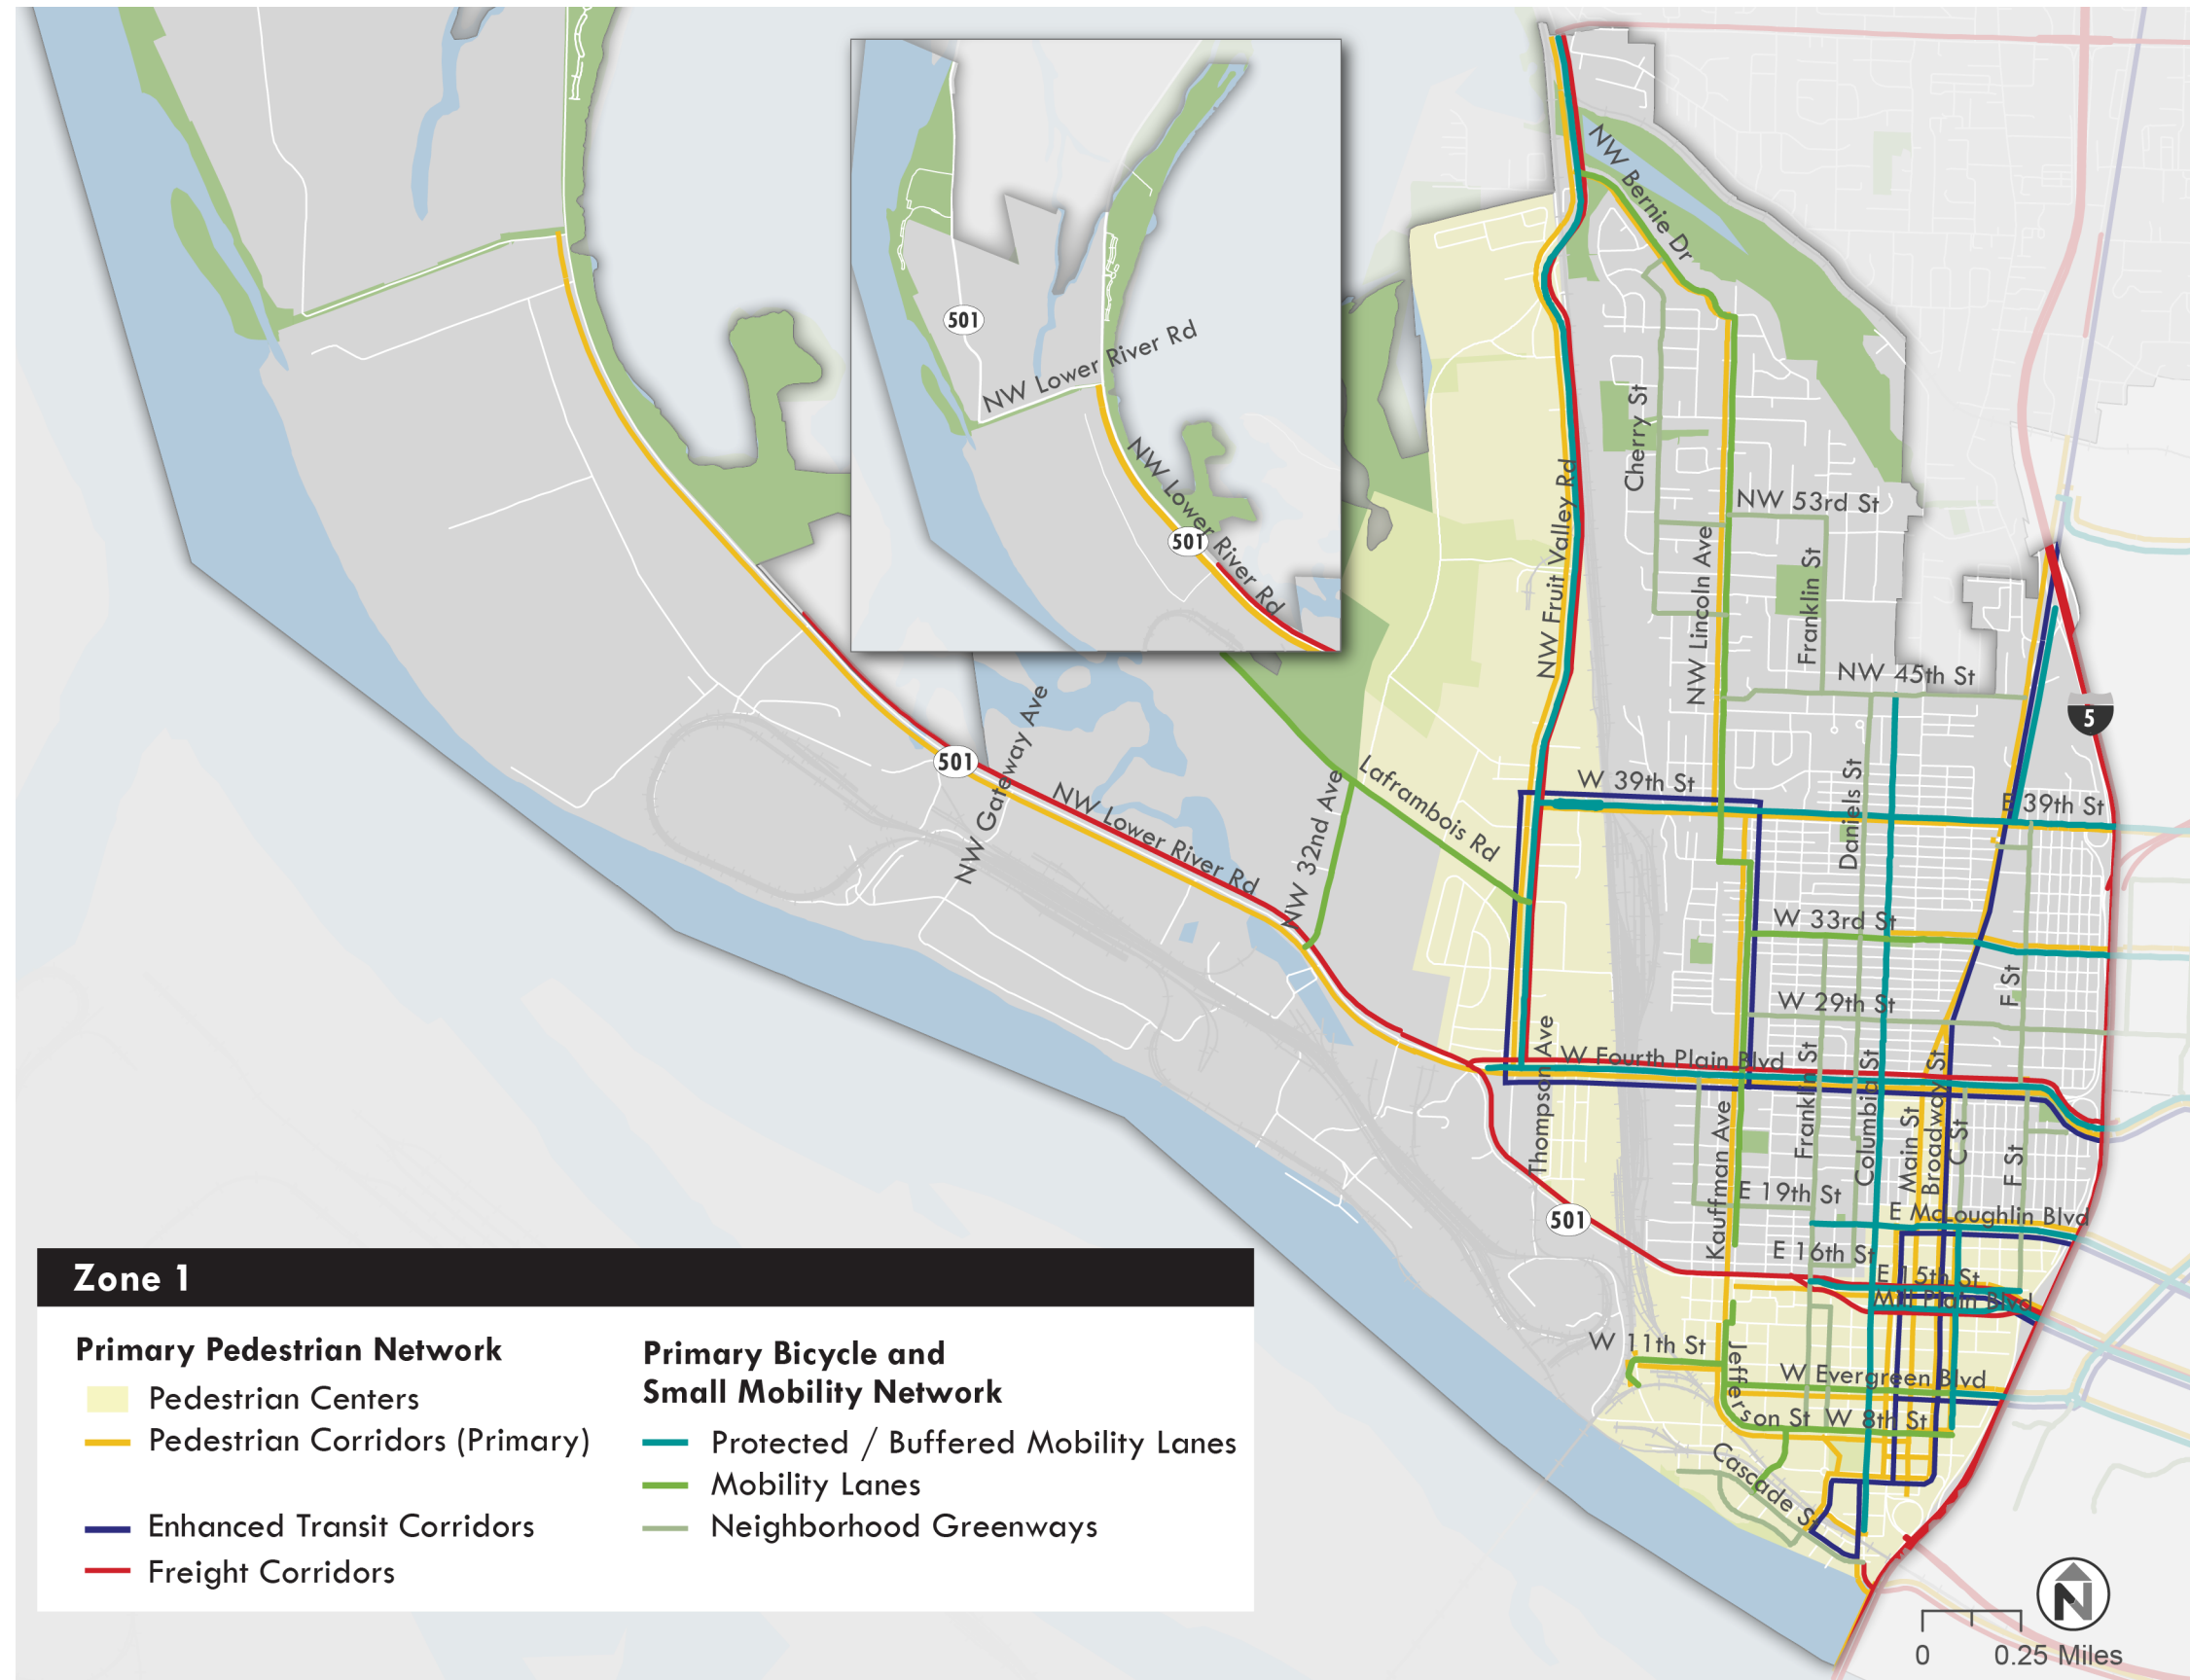 501
NW Lower River Rd
NW Lower River Rd
501
NW Bernie Dr
Cherry St
NW Fruit Valley Rd
NW Lincoln Ave
NW 53rd St
Franklin St
NW 45th St
5
501
NW Gateway Ave
NW Lower River Rd
NW 32nd Ave
Laframbois Rd
W 39th St
E 39th St
Daniels St
W 33rd St
F St
W 29th St
Thompson Ave
W Fourth Plain Blvd
Kauffman Ave
Franklin St
Columbia St
Main St
Broadway St
C St
F St
E 19th St
501
E McLoughlin Blvd
E 16th St
E 15th St
Mill Plain Blvd
W 11th St
Jefferson St
W Evergreen Blvd
W 8th St
Cascade St
Zone 1
Primary Pedestrian Network
Pedestrian Centers
Pedestrian Corridors (Primary)
Enhanced Transit Corridors
Freight Corridors
Primary Bicycle and
Small Mobility Network
Protected / Buffered Mobility Lanes
Mobility Lanes
Neighborhood Greenways
N
0 0.25 Miles